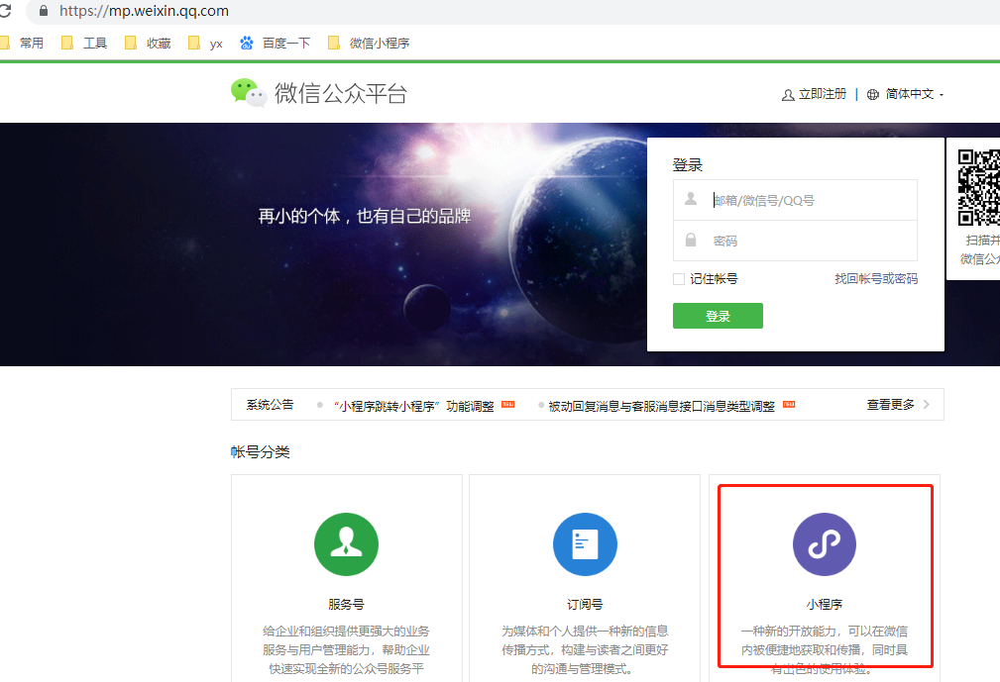 https://mp.weixin.qq.com
常用 工具 收藏 yx 百度一下 微信小程序
微信公众平台
立即注册 | 简体中文
再小的个体，也有自己的品牌
登录
邮箱/微信号/QQ号
密码
记住帐号 找回帐号或密码
登录
扫描并
微信公众
系统公告 “小程序跳转小程序”功能调整 被动回复消息与客服消息接口消息类型调整 查看更多
帐号分类
服务号
给企业和组织提供更强大的业务
服务与用户管理能力，帮助企业
快速实现全新的公众号服务平
订阅号
为媒体和个人提供一种新的信息
传播方式，构建与读者之间更好
的沟通与管理模式。
小程序
一种新的开放能力，可以在微信
内被便捷地获取和传播，同时具
有出色的使用体验。